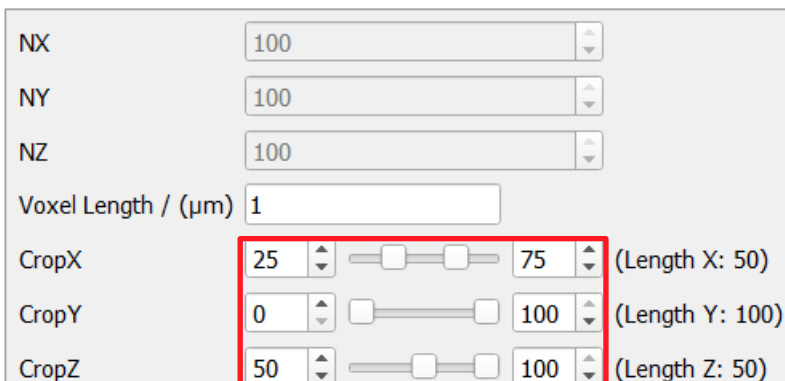 NX 100
NY 100
NZ 100
Voxel Length / (µm) 1
CropX 25 75 (Length X: 50)
CropY 0 100 (Length Y: 100)
CropZ 50 100 (Length Z: 50)